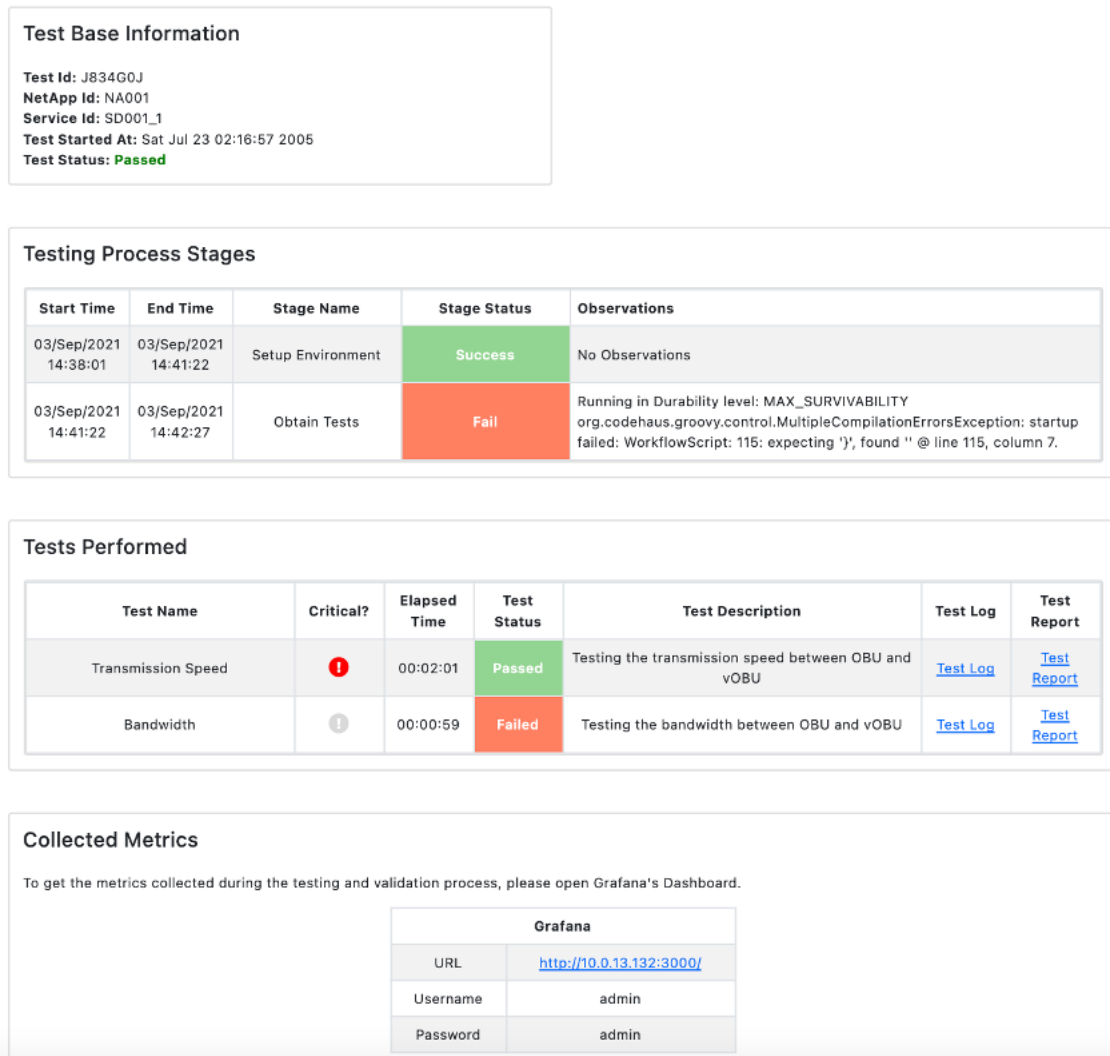 Test Base Information
Test Id: J834G0J
NetApp Id: NA001
Service Id: SD001_1
Test Started At: Sat Jul 23 02:16:57 2005
Test Status: Passed
Testing Process Stages
Start Time End Time Stage Name Stage Status Observations
03/Sep/2021 14:38:01 03/Sep/2021 14:41:22 Setup Environment Success No Observations
03/Sep/2021 14:41:22 03/Sep/2021 14:42:27 Obtain Tests Fail Running in Durability level: MAX_SURVIVABILITY
org.codehaus.groovy.control.MultipleCompilationErrorsException: startup
failed: WorkflowScript: 115: expecting '}', found '' @ line 115, column 7.
Tests Performed
Test Name Critical? Elapsed Time Test Status Test Description Test Log Test Report
Transmission Speed ! 00:02:01 Passed Testing the transmission speed between OBU and vOBU Test Log Test Report
Bandwidth ! 00:00:59 Failed Testing the bandwidth between OBU and vOBU Test Log Test Report
Collected Metrics
To get the metrics collected during the testing and validation process, please open Grafana's Dashboard.
Grafana
URL http://10.0.13.132:3000/
Username admin
Password admin